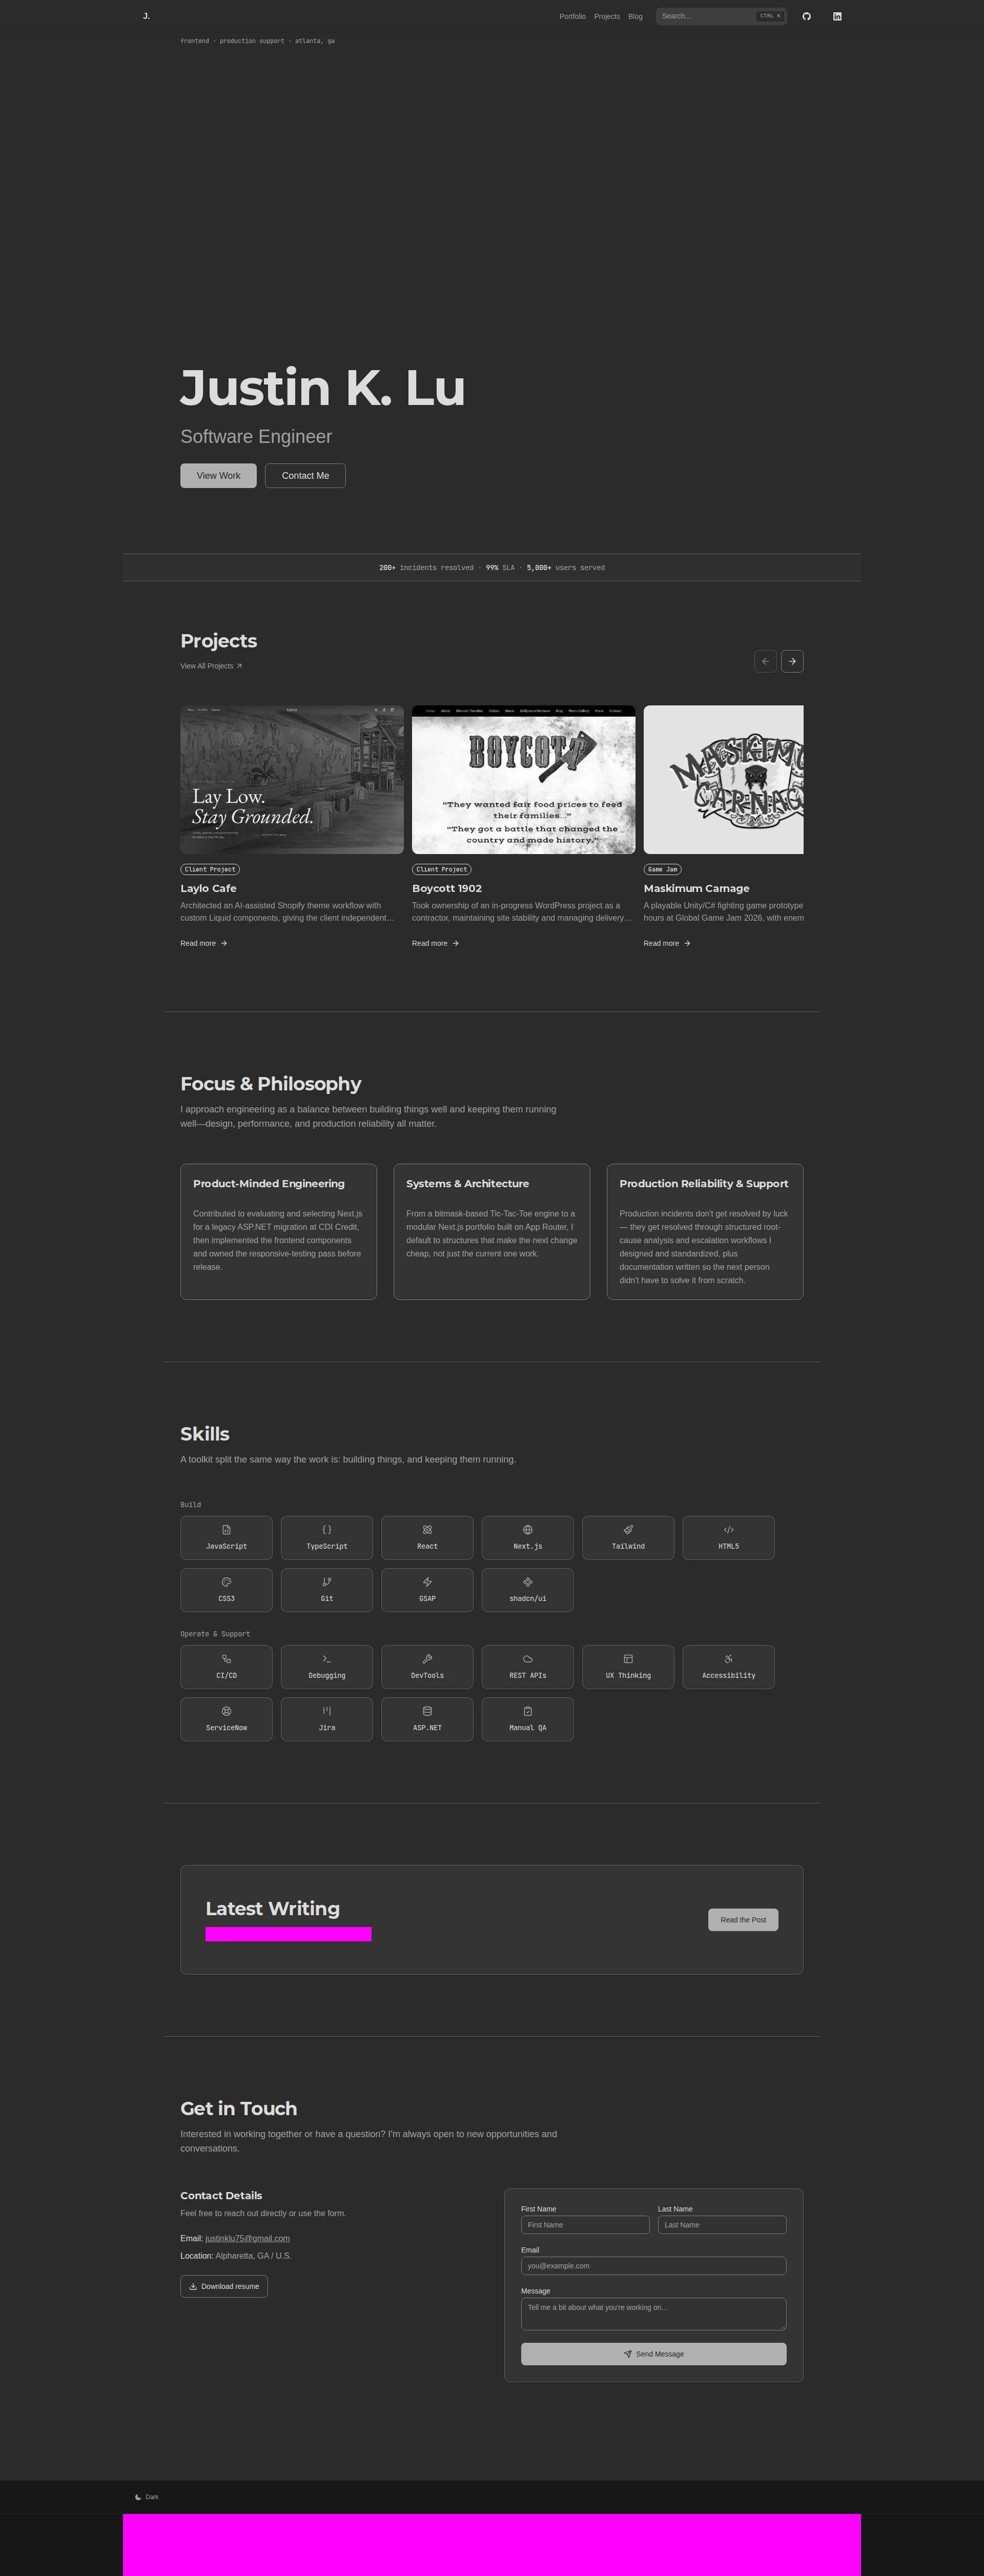 J.
Portfolio Projects Blog Search... CTRL K
frontend · production support · atlanta, ga
Justin K. Lu
Software Engineer
View Work Contact Me
200+ incidents resolved · 99% SLA · 5,000+ users served
Projects
View All Projects
Lay Low.
Stay Grounded.
BOYCOTT
"They wanted fair food prices to feed
their families..."
"They got a battle that changed the
country and made history."
MASKIMU
CARNAG
Client Project
Laylo Cafe
Architected an AI-assisted Shopify theme workflow with
custom Liquid components, giving the client independent…
Read more
Client Project
Boycott 1902
Took ownership of an in-progress WordPress project as a
contractor, maintaining site stability and managing delivery…
Read more
Game Jam
Maskimum Carnage
A playable Unity/C# fighting game prototype
hours at Global Game Jam 2026, with enem
Read more
Focus & Philosophy
I approach engineering as a balance between building things well and keeping them running
well—design, performance, and production reliability all matter.
Product-Minded Engineering
Contributed to evaluating and selecting Next.js
for a legacy ASP.NET migration at CDI Credit,
then implemented the frontend components
and owned the responsive-testing pass before
release.
Systems & Architecture
From a bitmask-based Tic-Tac-Toe engine to a
modular Next.js portfolio built on App Router, I
default to structures that make the next change
cheap, not just the current one work.
Production Reliability & Support
Production incidents don't get resolved by luck
— they get resolved through structured root-
cause analysis and escalation workflows I
designed and standardized, plus
documentation written so the next person
didn't have to solve it from scratch.
Skills
A toolkit split the same way the work is: building things, and keeping them running.
Build
JavaScript TypeScript React Next.js Tailwind HTML5
CSS3 Git GSAP shadcn/ui
Operate & Support
CI/CD Debugging DevTools REST APIs UX Thinking Accessibility
ServiceNow Jira ASP.NET Manual QA
Latest Writing
Read the Post
Get in Touch
Interested in working together or have a question? I'm always open to new opportunities and
conversations.
Contact Details
Feel free to reach out directly or use the form.
Email: justinklu75@gmail.com
Location: Alpharetta, GA / U.S.
Download resume
First Name Last Name
First Name Last Name
Email
you@example.com
Message
Tell me a bit about what you're working on...
Send Message
Dark